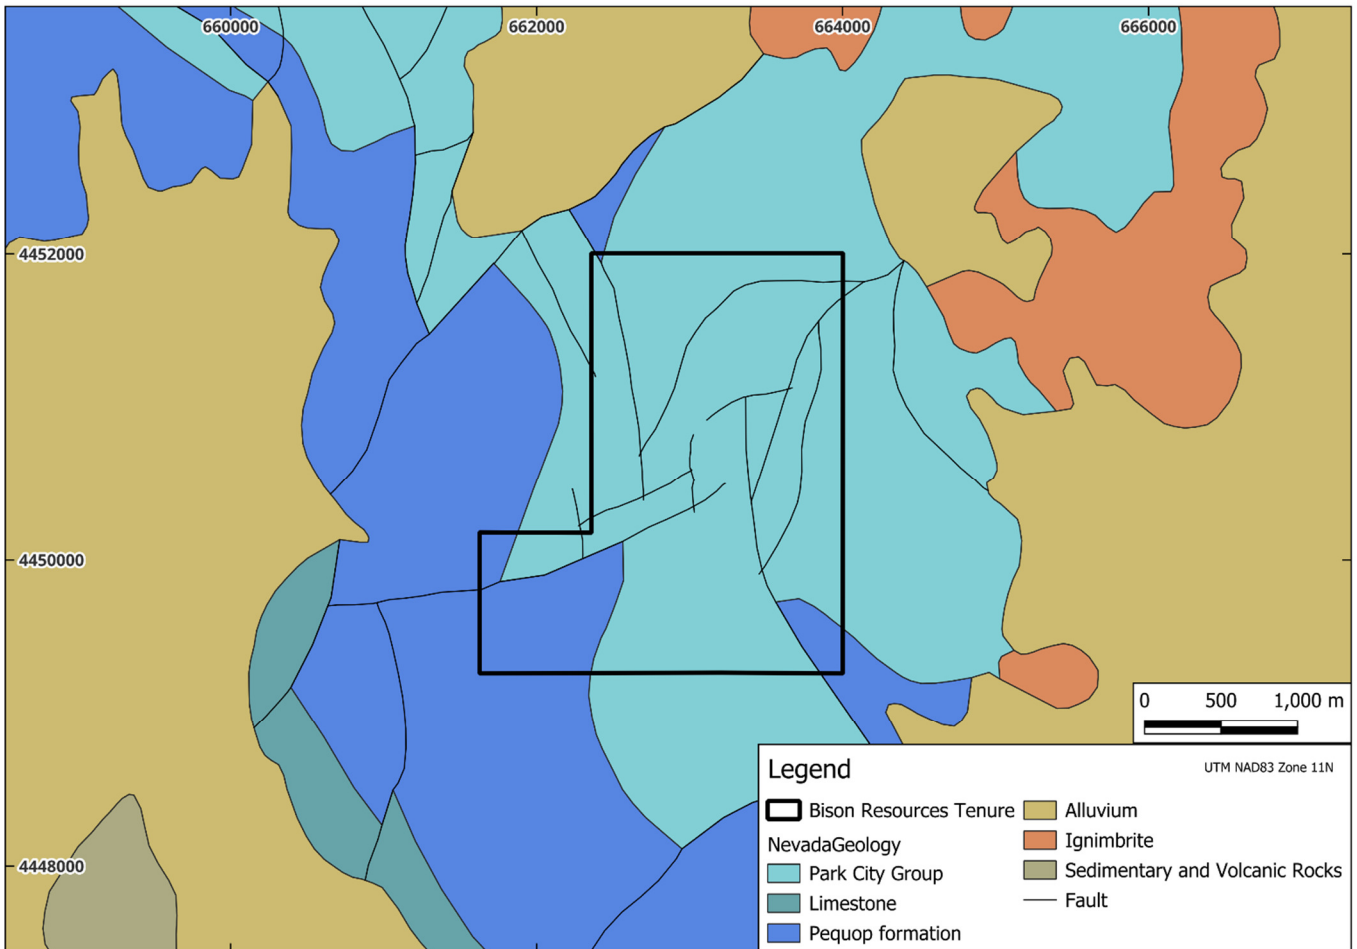 660000 662000 664000 666000
4452000
4450000
4448000
0 500 1,000 m
Legend UTM NAD83 Zone 11N
Bison Resources Tenure
NevadaGeology
Park City Group
Limestone
Pequop formation
Alluvium
Ignimbrite
Sedimentary and Volcanic Rocks
Fault